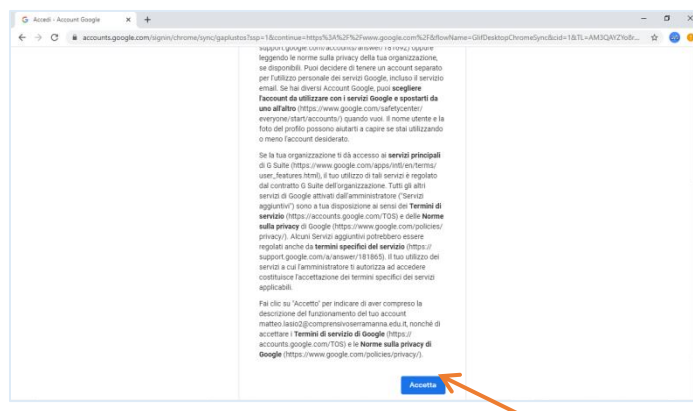 Accedi - Account Google
accounts.google.com/signin/chrome/sync/gaplustos?ssp=1&continue=https%3A%2F%2Fwww.google.com%2F&flowName=GlifDesktopChromeSync&cid=1&TL=AM3QAYZYo8r...
support.google.com/accounts/answer/181692) oppure
leggendo le norme sulla privacy della tua organizzazione,
se disponibili. Puoi decidere di tenere un account separato
per l'utilizzo personale dei servizi Google, incluso il servizio
email. Se hai diversi Account Google, puoi scegliere
l'account da utilizzare con i servizi Google e spostarti da
uno all'altro (https://www.google.com/safetycenter/
everyone/start/accounts/) quando vuoi. Il nome utente e la
foto del profilo possono aiutarti a capire se stai utilizzando
o meno l'account desiderato.
Se la tua organizzazione ti dà accesso ai servizi principali
di G Suite (https://www.google.com/apps/intl/en/terms/
user_features.html), il tuo utilizzo di tali servizi è regolato
dal contratto G Suite dell'organizzazione. Tutti gli altri
servizi di Google attivati dall'amministratore ("Servizi
aggiuntivi") sono a tua disposizione ai sensi dei Termini di
servizio (https://accounts.google.com/TOS) e delle Norme
sulla privacy di Google (https://www.google.com/policies/
privacy/). Alcuni Servizi aggiuntivi potrebbero essere
regolati anche da termini specifici del servizio (https://
support.google.com/a/answer/181865). Il tuo utilizzo dei
servizi a cui l'amministratore ti autorizza ad accedere
costituisce l'accettazione dei termini specifici dei servizi
applicabili.
Fai clic su "Accetto" per indicare di aver compreso la
descrizione del funzionamento del tuo account
matteo.lasio2@comprensivoserramanna.edu.it, nonché di
accettare i Termini di servizio di Google (https://
accounts.google.com/TOS) e le Norme sulla privacy di
Google (https://www.google.com/policies/privacy/).
Accetta